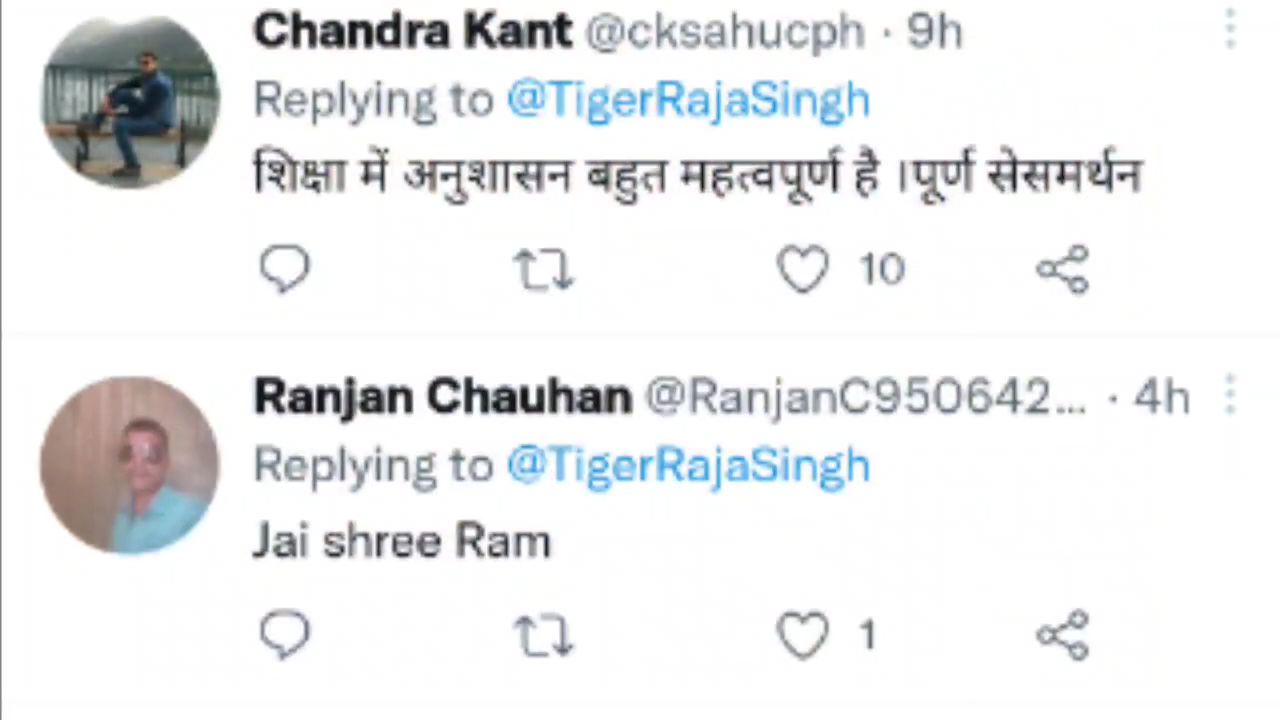 Chandra Kant @cksahucph · 9h
Replying to @TigerRajaSingh
शिक्षा में अनुशासन बहुत महत्वपूर्ण है ।पूर्ण सेसमर्थन
10
Ranjan Chauhan @RanjanC950642... · 4h
Replying to @TigerRajaSingh
Jai shree Ram
1